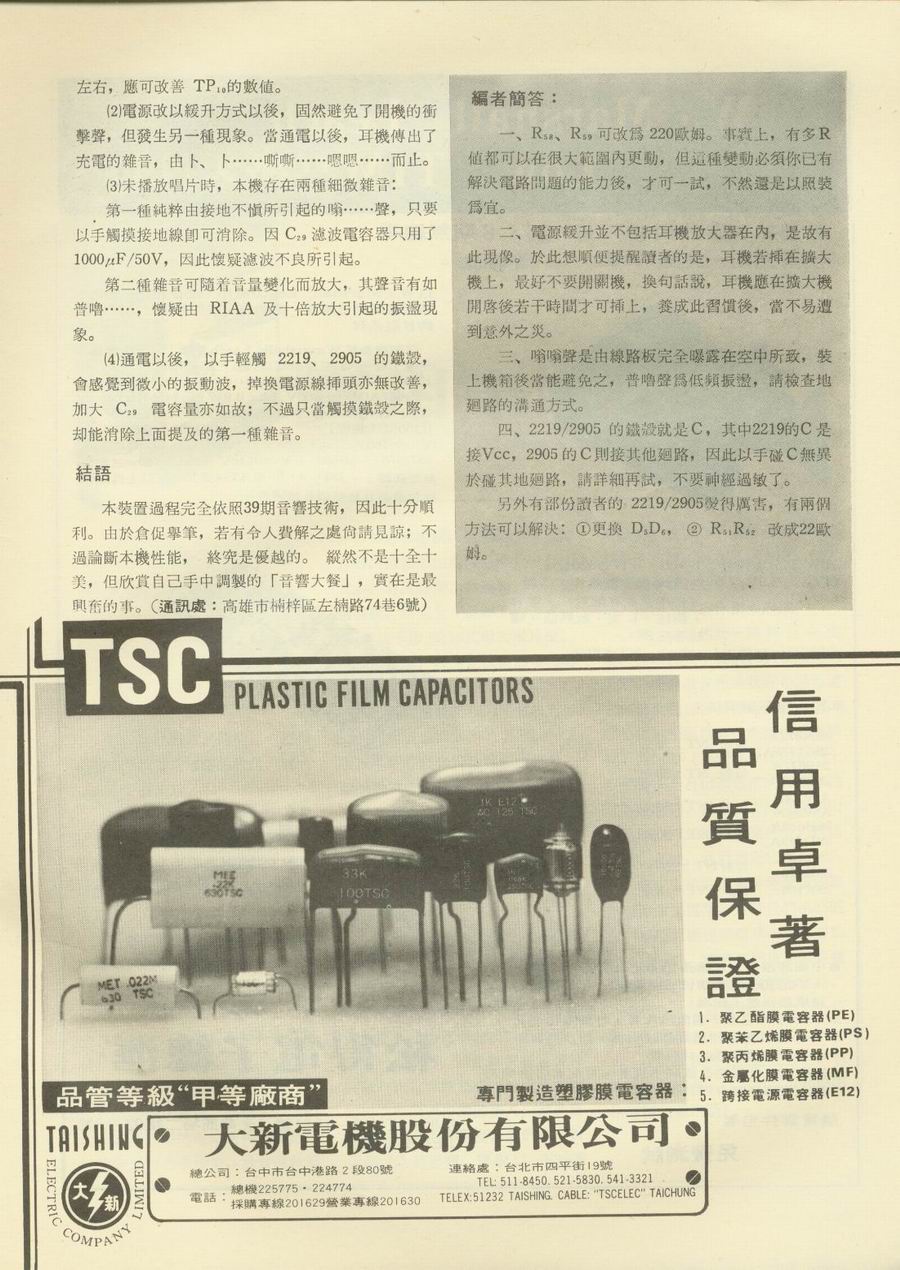 左右，應可改善 TP₁₀的數值。
⑵電源改以緩升方式以後，固然避免了開機的衝
擊聲，但發生另一種現象。當通電以後，耳機傳出了
充電的雜音，由卜、卜……嘶嘶……嗯嗯……而止。
⑶未播放唱片時，本機存在兩種細微雜音：
第一種純粹由接地不愼所引起的嗡……聲，只要
以手觸摸接地線卽可消除。因 C₂₉ 濾波電容器只用了
1000μF/50V，因此懷疑濾波不良所引起。
第二種雜音可隨着音量變化而放大，其聲音有如
普嚕……，懷疑由 RIAA 及十倍放大引起的振盪現
象。
⑷通電以後，以手輕觸 2219、2905 的鐵殼，
會感覺到微小的振動波，掉換電源線揷頭亦無改善，
加大 C₂₉ 電容量亦如故；不過只當觸摸鐵殼之際，
却能消除上面提及的第一種雜音。
結語
本裝置過程完全依照39期音響技術，因此十分順
利。由於倉促擧筆，若有令人費解之處尙請見諒；不
過論斷本機性能，終究是優越的。縱然不是十全十
美，但欣賞自己手中調製的「音響大餐」，實在是最
興奮的事。（通訊處：高雄市楠梓區左楠路74巷6號）
編者簡答：
一、R₅₈、R₅₉ 可改爲 220歐姆。事實上，有多R
値都可以在很大範圍內更動，但這種變動必須你已有
解決電路問題的能力後，才可一試，不然還是以照裝
爲宜。
二、電源緩升並不包括耳機放大器在內，是故有
此現像。於此想順便提醒讀者的是，耳機若揷在擴大
機上，最好不要開關機，換句話說，耳機應在擴大機
開啓後若干時間才可揷上，養成此習慣後，當不易遭
到意外之災。
三、嗡嗡聲是由線路板完全曝露在空中所致，裝
上機箱後當能避免之，普嚕聲爲低頻振盪，請檢查地
廻路的溝通方式。
四、2219/2905 的鐵殼就是C，其中2219的C是
接Vcc，2905 的C則接其他廻路，因此以手碰C無異
於碰其地廻路，請詳細再試，不要神經過敏了。
另外有部份讀者的 2219/2905燙得厲害，有兩個
方法可以解決：①更換 D₅D₆，② R₅₁R₅₂ 改成22歐
姆。
TSC
PLASTIC FILM CAPACITORS
信用卓著
品質保證
1K E12
AC 125 TSC
MEF
.22K
630TSC
33K
100TSC
MET .022M
630 TSC
1. 聚乙酯膜電容器(PE)
2. 聚苯乙烯膜電容器(PS)
3. 聚丙烯膜電容器(PP)
4. 金屬化膜電容器(MF)
5. 跨接電源電容器(E12)
專門製造塑膠膜電容器：
品管等級“甲等廠商”
TAISHING
ELECTRIC COMPANY LIMITED
大新
大新電機股份有限公司
總公司：台中市台中港路2段80號
電話：總機225775・224774
採購專線201629營業專線201630
連絡處：台北市四平街19號
TEL: 511-8450. 521-5830. 541-3321
TELEX:51232 TAISHING. CABLE: "TSCELEC" TAICHUNG